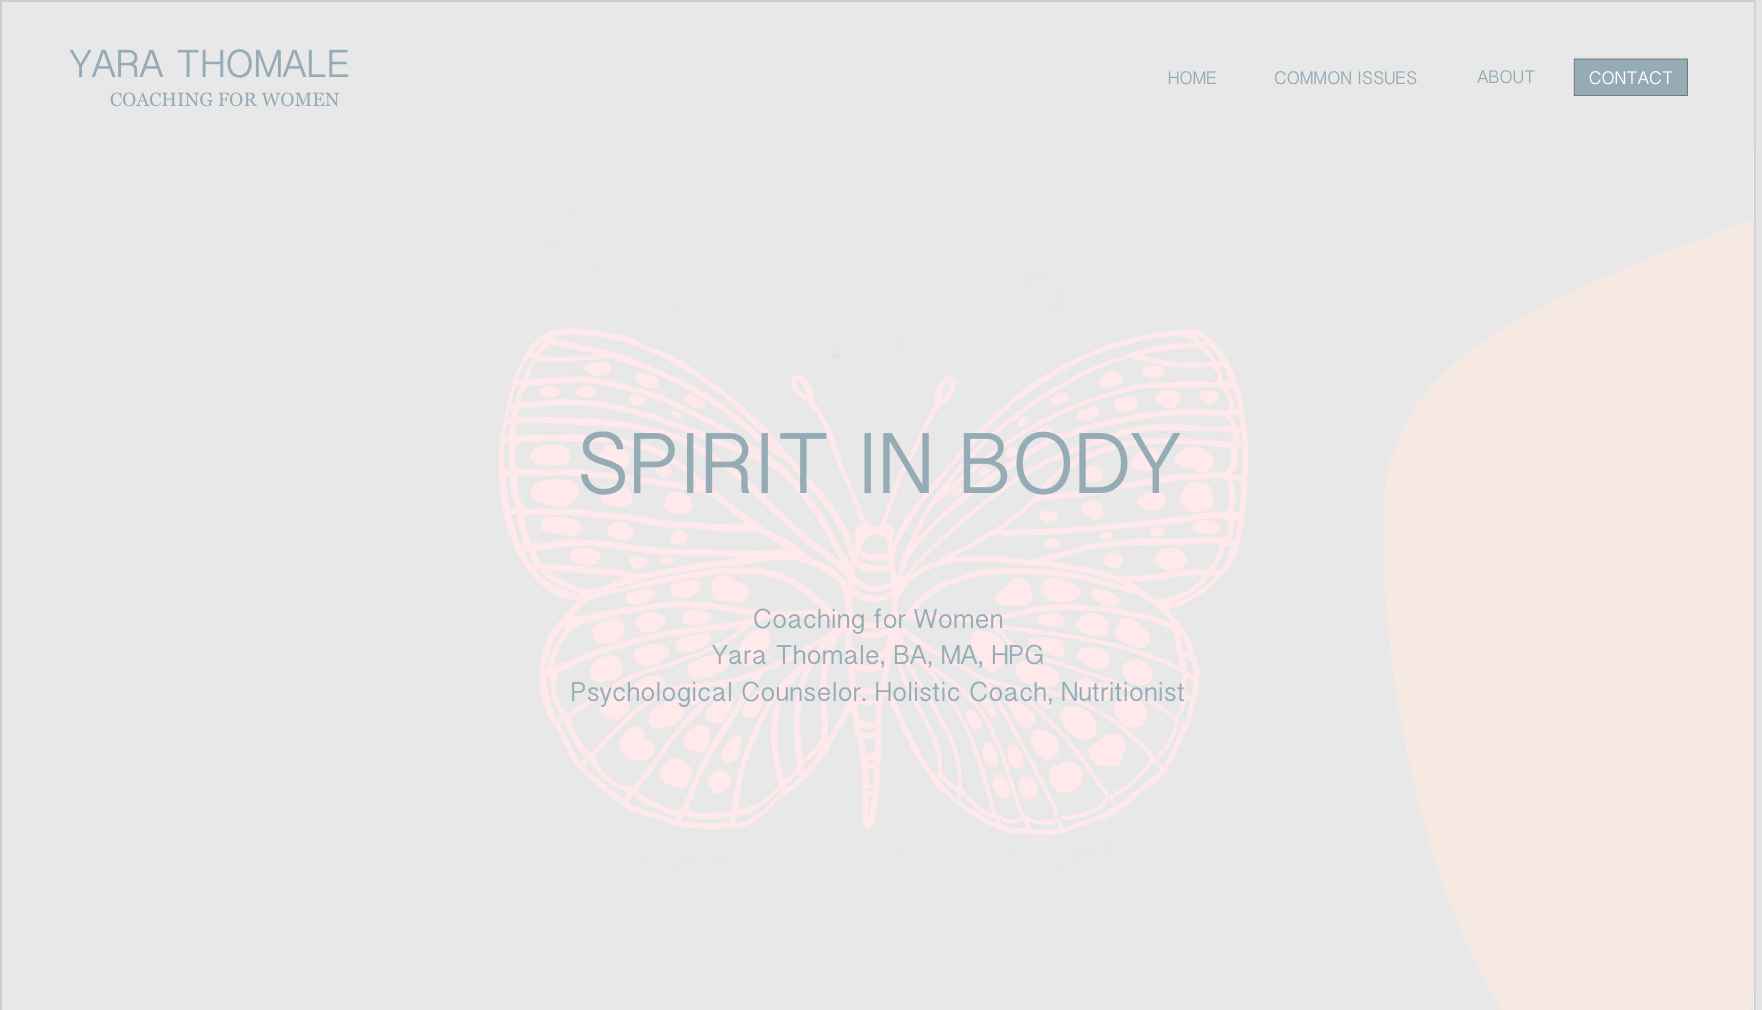 YARA THOMALE
COACHING FOR WOMEN
HOME
COMMON ISSUES
ABOUT
CONTACT
SPIRIT IN BODY
Coaching for Women
Yara Thomale, BA, MA, HPG
Psychological Counselor. Holistic Coach, Nutritionist